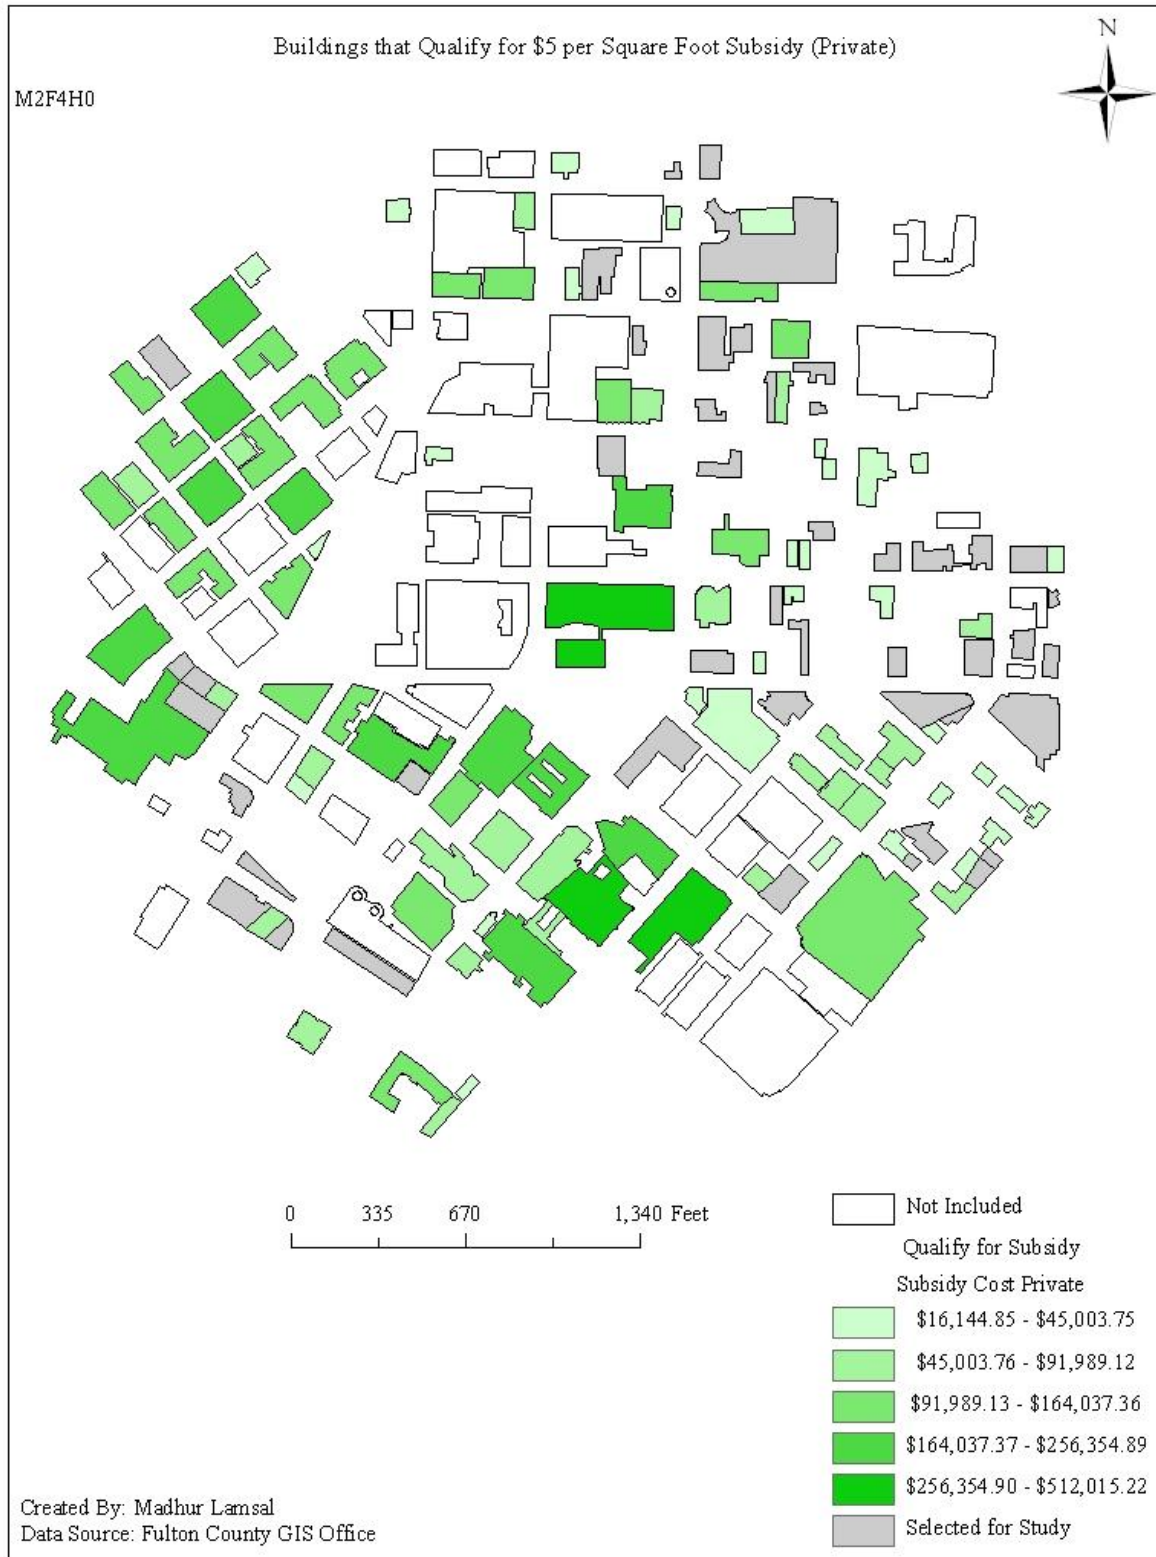 Buildings that Qualify for $5 per Square Foot Subsidy (Private)
N
M2F4H0
0 335 670 1,340 Feet
Not Included
Qualify for Subsidy
Subsidy Cost Private
$16,144.85 - $45,003.75
$45,003.76 - $91,989.12
$91,989.13 - $164,037.36
$164,037.37 - $256,354.89
$256,354.90 - $512,015.22
Selected for Study
Created By: Madhur Lamsal
Data Source: Fulton County GIS Office